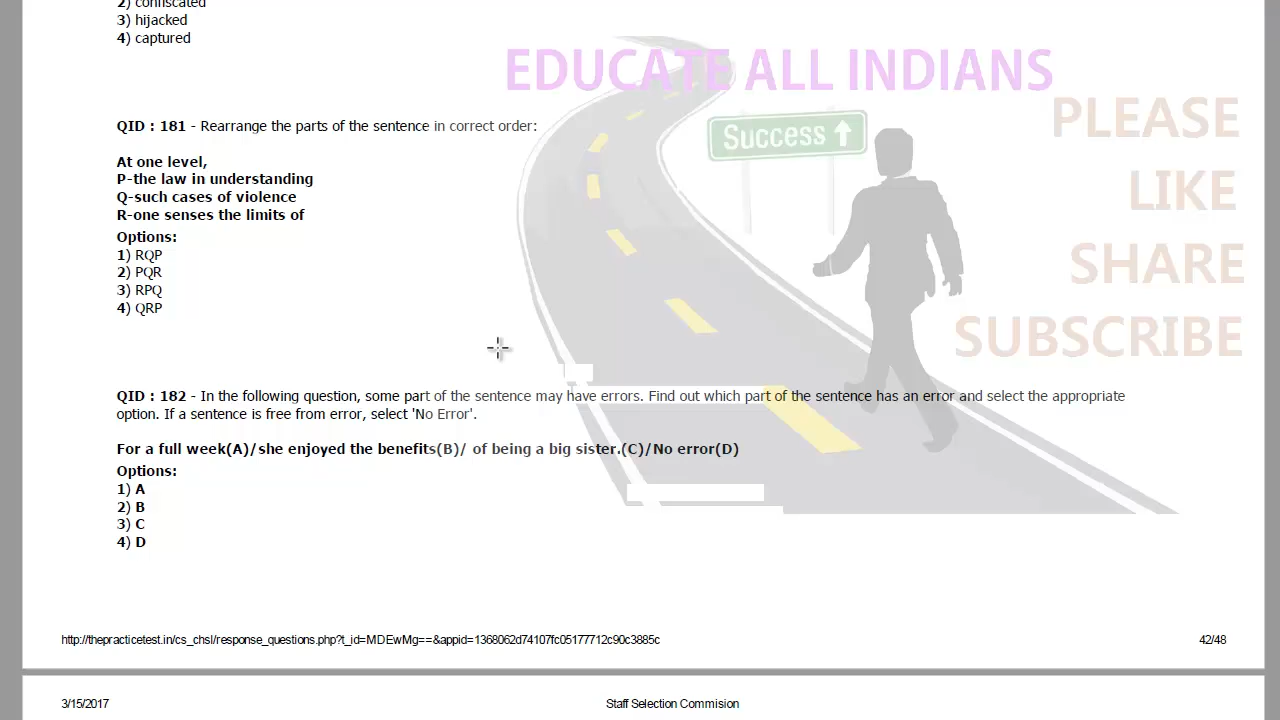 2) confiscated
3) hijacked
4) captured
EDUCATE ALL INDIANS
PLEASE
LIKE
SHARE
SUBSCRIBE
Success
QID : 181 - Rearrange the parts of the sentence in correct order:
At one level,
P-the law in understanding
Q-such cases of violence
R-one senses the limits of
Options:
1) RQP
2) PQR
3) RPQ
4) QRP
QID : 182 - In the following question, some part of the sentence may have errors. Find out which part of the sentence has an error and select the appropriate
option. If a sentence is free from error, select 'No Error'.
For a full week(A)/she enjoyed the benefits(B)/ of being a big sister.(C)/No error(D)
Options:
1) A
2) B
3) C
4) D
http://thepracticetest.in/cs_chsl/response_questions.php?t_id=MDEwMg==&appid=1368062d74107fc05177712c90c3885c
42/48
3/15/2017
Staff Selection Commision